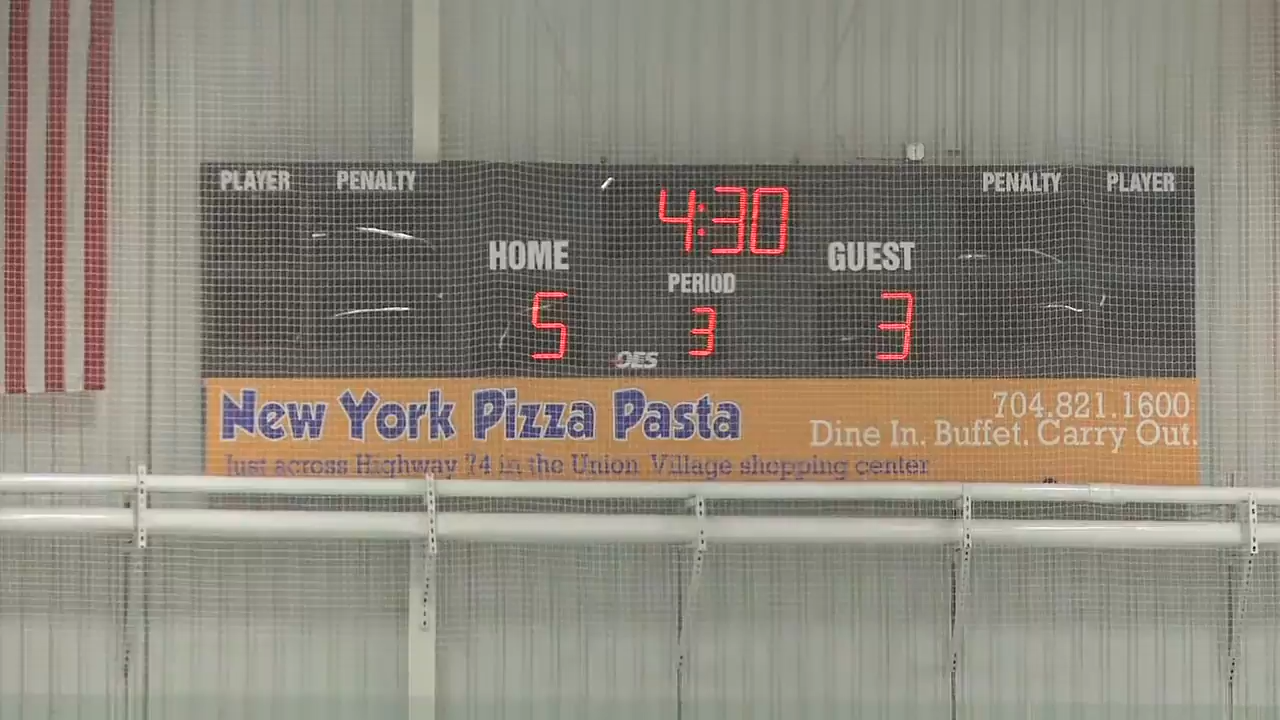 PLAYER PENALTY 4:30 PENALTY PLAYER
HOME GUEST
PERIOD
5 3 3
OES
New York Pizza Pasta
704.821.1600
Dine In. Buffet. Carry Out.
Just across Highway 74 in the Union Village shopping center